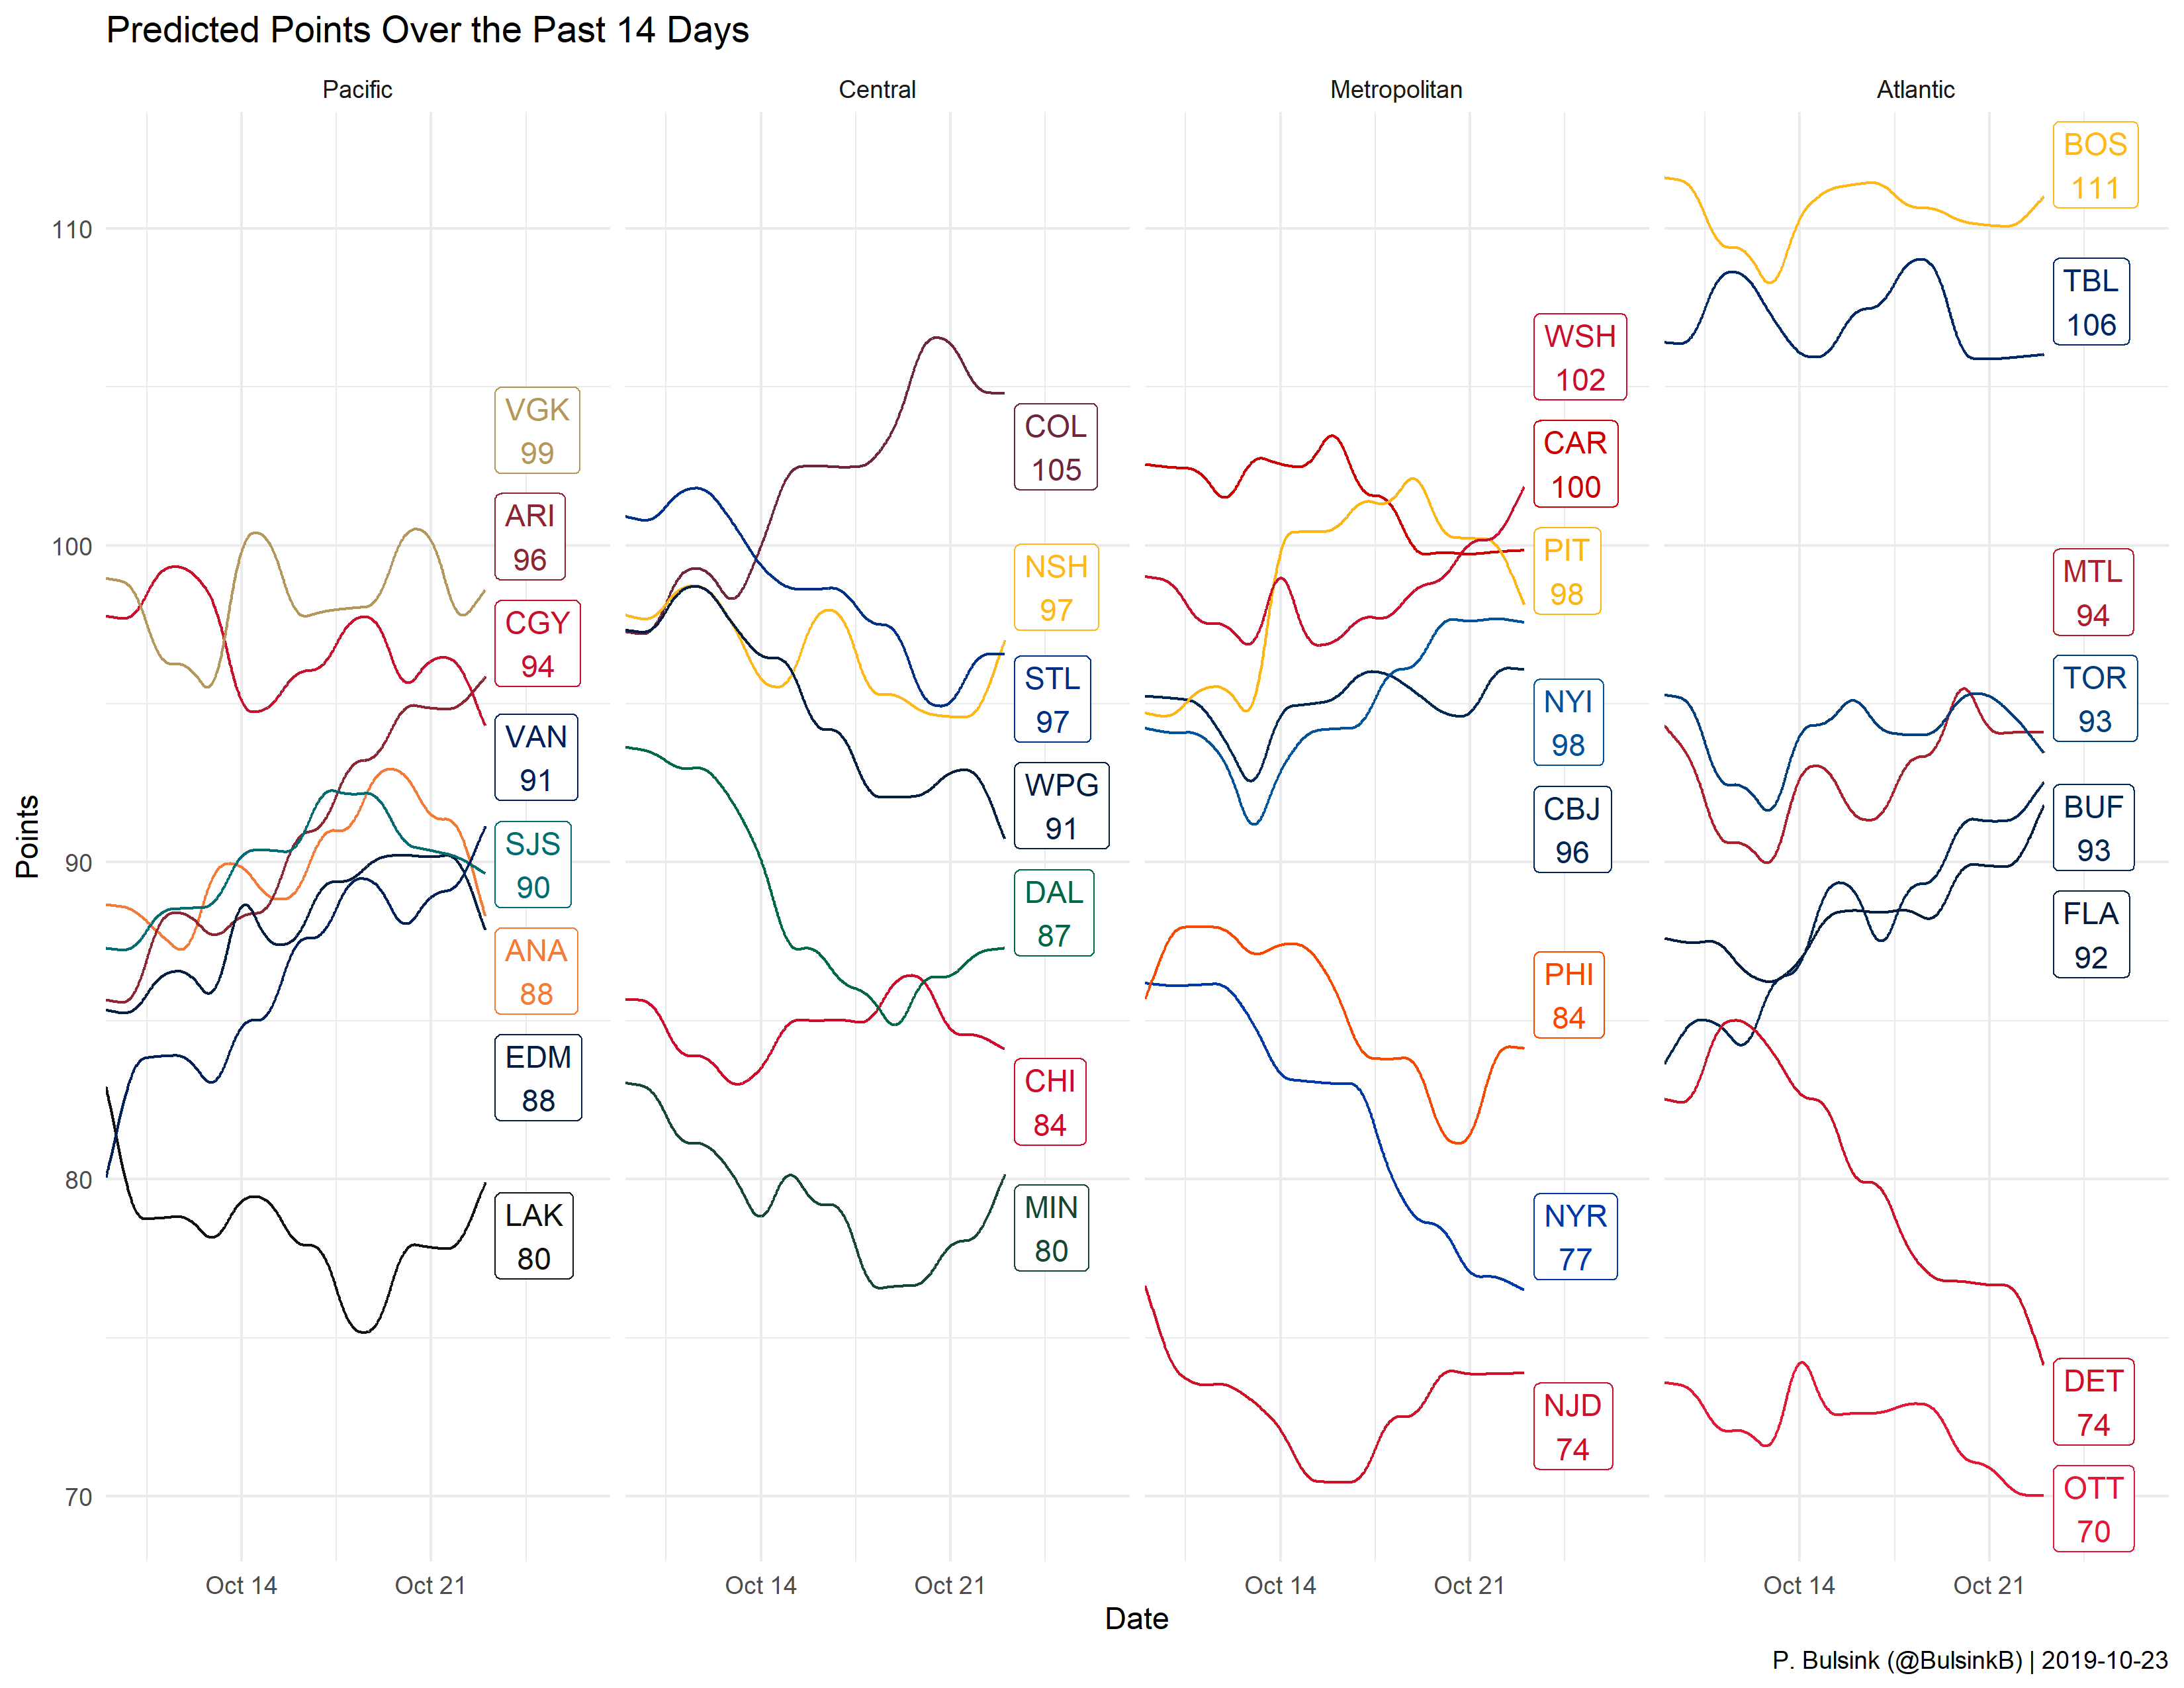 Predicted Points Over the Past 14 Days
Pacific
Central
Metropolitan
Atlantic
Points
110
100
90
80
70
VGK
99
ARI
96
CGY
94
VAN
91
SJS
90
ANA
88
EDM
88
LAK
80
COL
105
NSH
97
STL
97
WPG
91
DAL
87
CHI
84
MIN
80
WSH
102
CAR
100
PIT
98
NYI
98
CBJ
96
PHI
84
NYR
77
NJD
74
BOS
111
TBL
106
MTL
94
TOR
93
BUF
93
FLA
92
DET
74
OTT
70
Oct 14
Oct 21
Oct 14
Oct 21
Oct 14
Oct 21
Oct 14
Oct 21
Date
P. Bulsink (@BulsinkB) | 2019-10-23